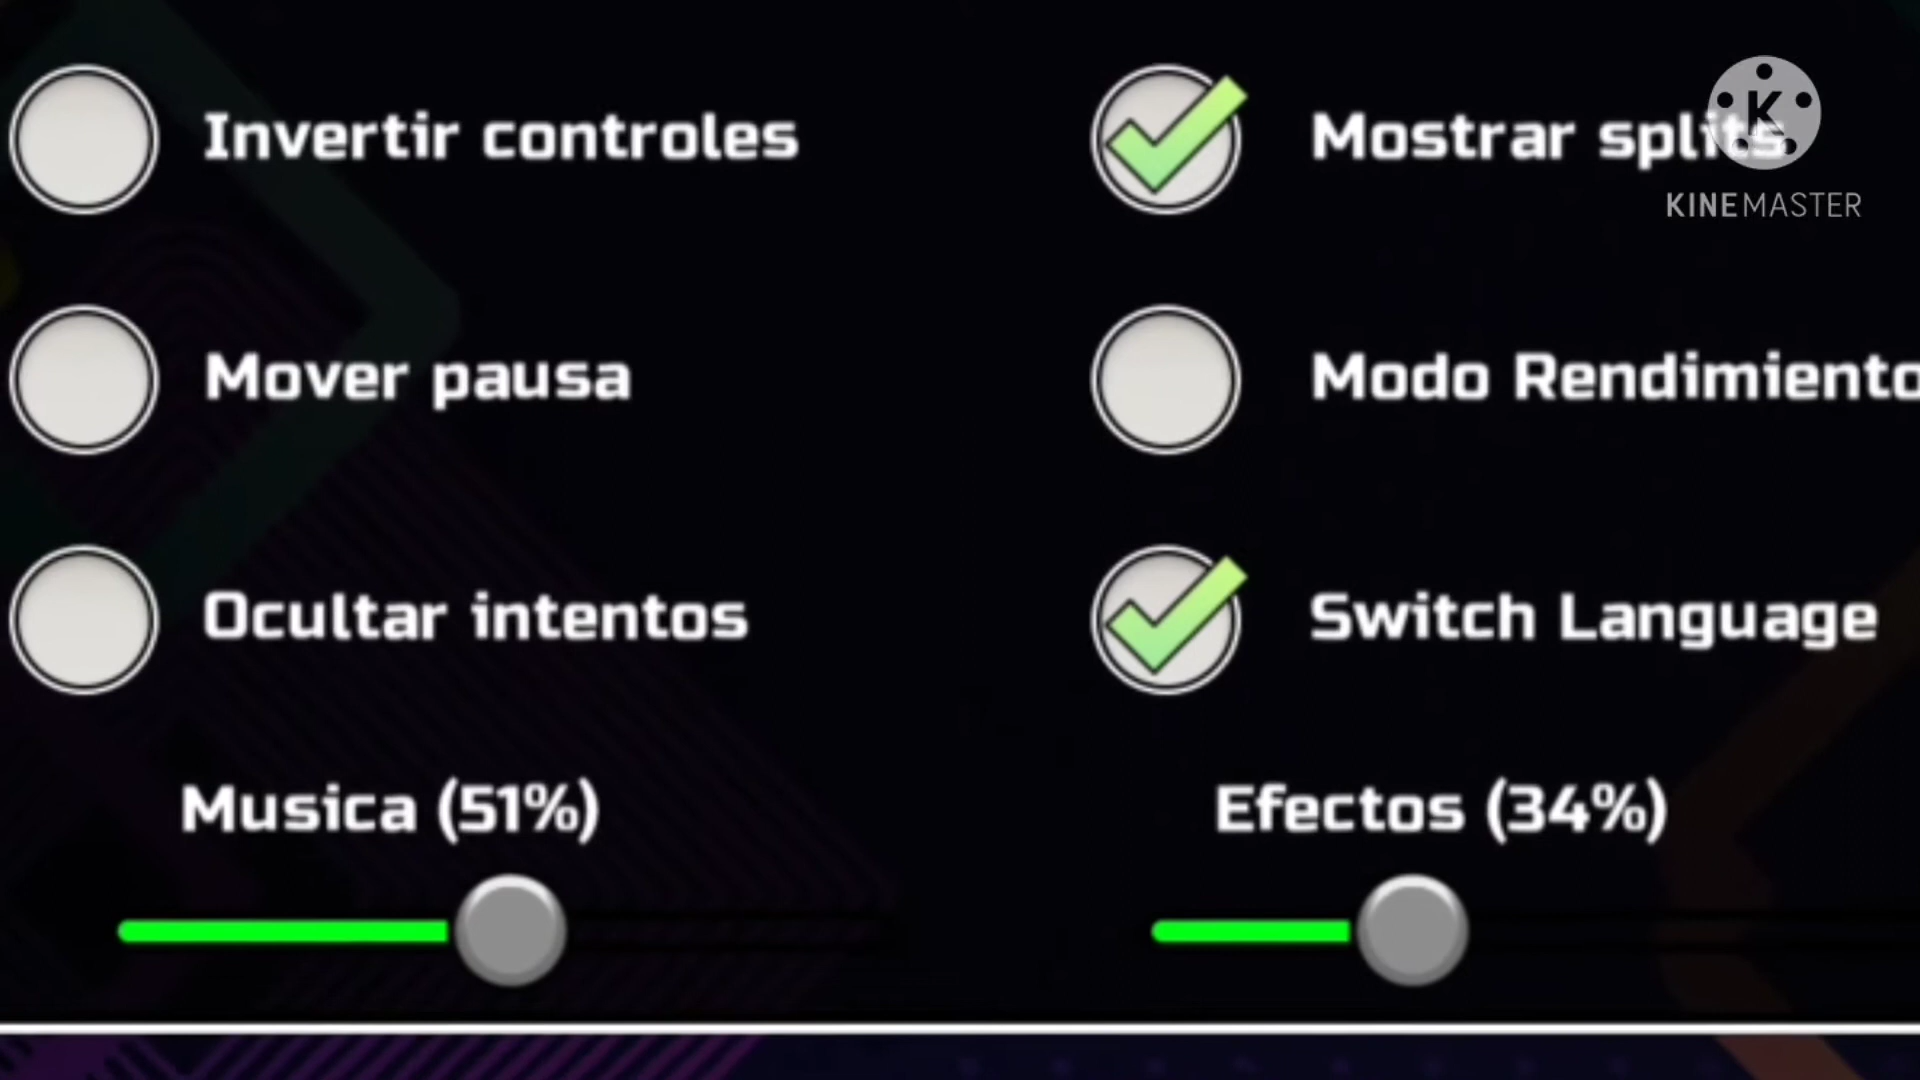 Invertir controles
Mostrar splits
K
KINEMASTER
Mover pausa
Modo Rendimiento
Ocultar intentos
Switch Language
Musica (51%)
Efectos (34%)